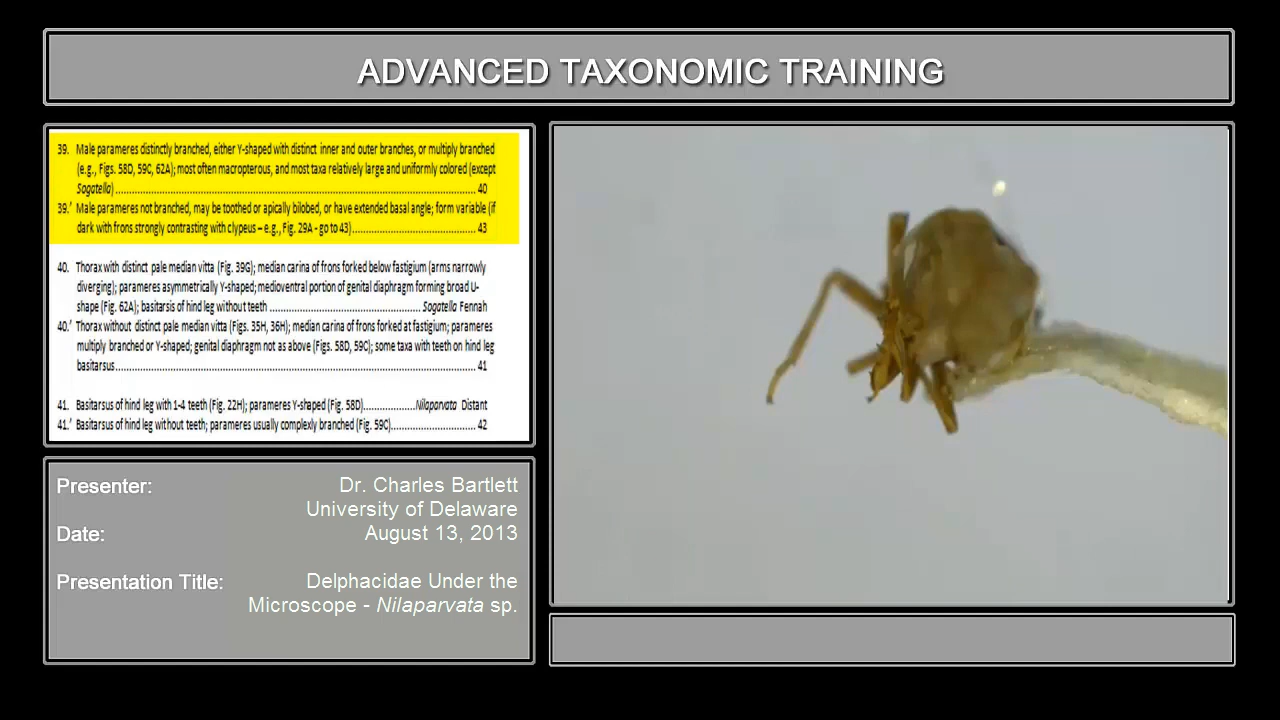 ADVANCED TAXONOMIC TRAINING
39. Male parameres distinctly branched, either Y-shaped with distinct inner and outer branches, or multiply branched
(e.g., Figs. 58D, 59C, 62A); most often macropterous, and most taxa relatively large and uniformly colored (except
Sogatella) .......... 40
39.' Male parameres not branched, may be toothed or apically bilobed, or have extended basal angle; form variable (if
dark with frons strongly contrasting with clypeus – e.g., Fig. 29A - go to 43).......... 43
40. Thorax with distinct pale median vitta (Fig. 39G); median carina of frons forked below fastigium (arms narrowly
diverging); parameres asymmetrically Y-shaped; medioventral portion of genital diaphragm forming broad U-
shape (Fig. 62A); basitarsis of hind leg without teeth .......... Sogatella Fennah
40.' Thorax without distinct pale median vitta (Figs. 35H, 36H); median carina of frons forked at fastigium; parameres
multiply branched or Y-shaped; genital diaphragm not as above (Figs. 58D, 59C); some taxa with teeth on hind leg
basitarsus.......... 41
41. Basitarsus of hind leg with 1-4 teeth (Fig. 22H); parameres Y-shaped (Fig. 58D)..........Nilaparvata Distant
41.' Basitarsus of hind leg without teeth; parameres usually complexly branched (Fig. 59C).......... 42
Presenter: Dr. Charles Bartlett
University of Delaware
Date: August 13, 2013
Presentation Title: Delphacidae Under the
Microscope - Nilaparvata sp.